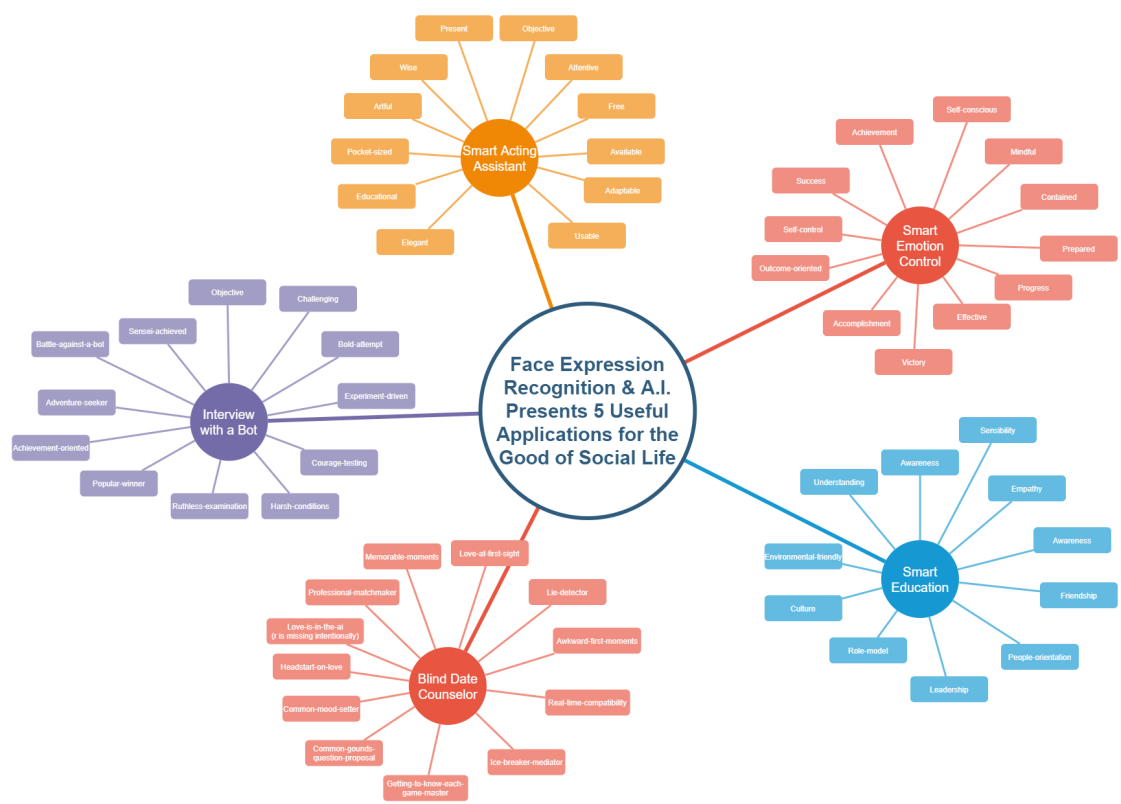 Face Expression
Recognition & A.I.
Presents 5 Useful
Applications for the
Good of Social Life
Smart Acting
Assistant
Present
Objective
Wise
Attentive
Artful
Free
Pocket-sized
Available
Educational
Adaptable
Elegant
Usable
Smart
Emotion
Control
Self-conscious
Achievement
Mindful
Success
Contained
Self-control
Prepared
Outcome-oriented
Progress
Accomplishment
Effective
Victory
Interview
with a Bot
Objective
Challenging
Sensei-achieved
Battle-against-a-bot
Bold-attempt
Adventure-seeker
Experiment-driven
Achievement-oriented
Courage-testing
Popular-winner
Ruthless-examination
Harsh-conditions
Smart
Education
Sensibility
Awareness
Understanding
Empathy
Environmental-friendly
Awareness
Culture
Friendship
Role-model
People-orientation
Leadership
Blind Date
Counselor
Memorable-moments
Love-at-first-sight
Professional-matchmaker
Lie-detector
Love-is-in-the-ai
(r is missing intentionally)
Awkward-first-moments
Headstart-on-love
Real-time-compatibility
Common-mood-setter
Common-gounds-
question-proposal
Ice-breaker-mediator
Getting-to-know-each-
game-master